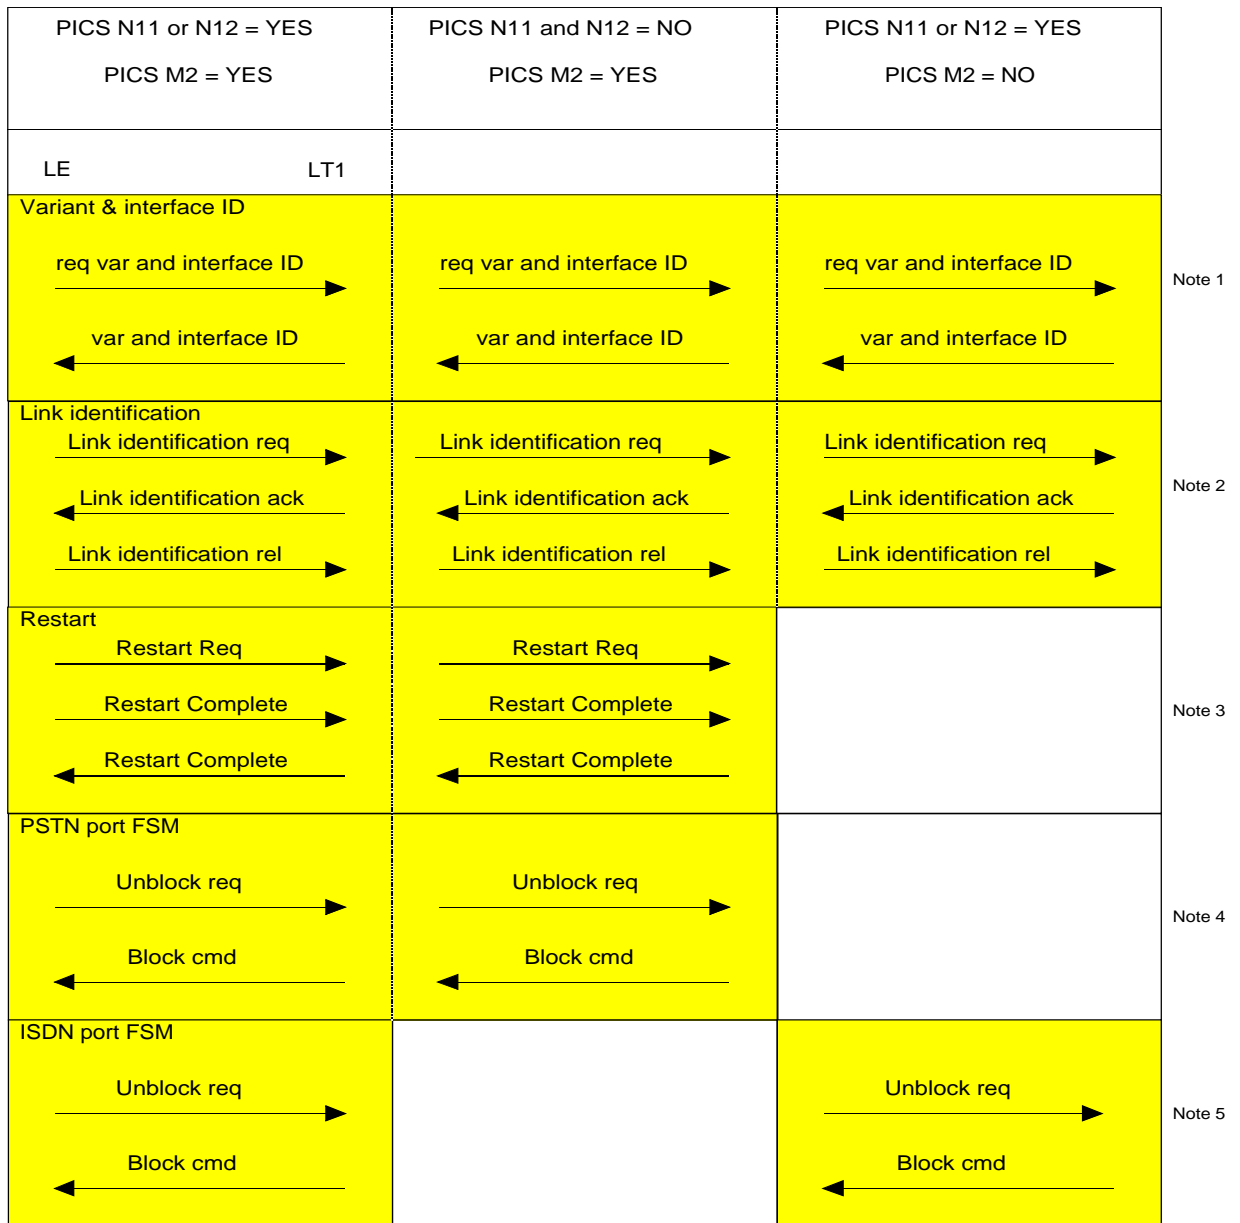 PICS N11 or N12 = YES PICS N11 and N12 = NO PICS N11 or N12 = YES
PICS M2 = YES PICS M2 = YES PICS M2 = NO
LE LT1
Variant & interface ID
req var and interface ID req var and interface ID req var and interface ID
Note 1
var and interface ID var and interface ID var and interface ID
Link identification
Link identification req Link identification req Link identification req
Link identification ack Link identification ack Link identification ack
Note 2
Link identification rel Link identification rel Link identification rel
Restart
Restart Req Restart Req
Restart Complete Restart Complete
Note 3
Restart Complete Restart Complete
PSTN port FSM
Unblock req Unblock req
Note 4
Block cmd Block cmd
ISDN port FSM
Unblock req Unblock req
Note 5
Block cmd Block cmd